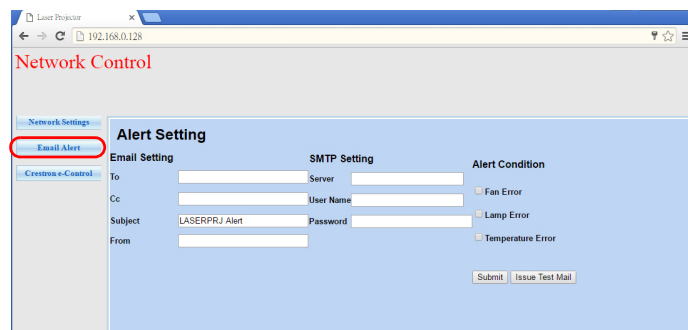 Laser Projector
192.168.0.128
Network Control
Network Settings
Email Alert
Crestron e-Control
Alert Setting
Email Setting
To
Cc
Subject LASERPRJ Alert
From
SMTP Setting
Server
User Name
Password
Alert Condition
Fan Error
Lamp Error
Temperature Error
Submit Issue Test Mail